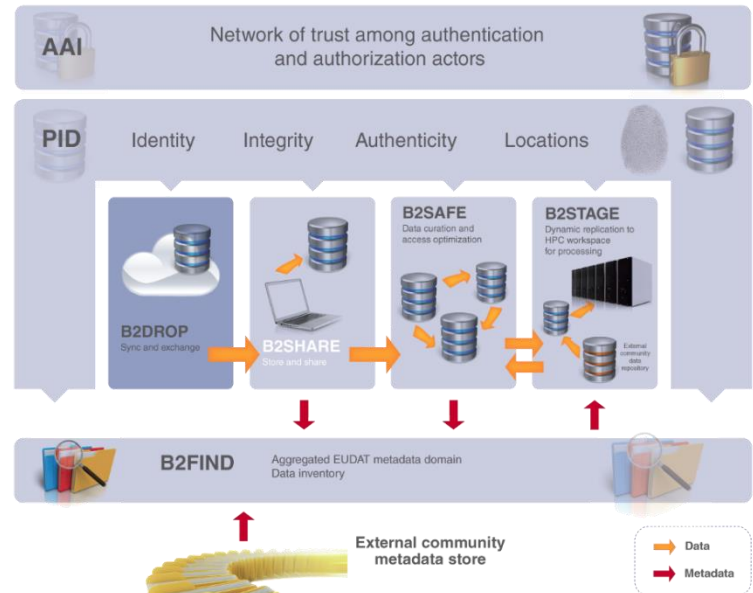 AAI
Network of trust among authentication
and authorization actors
PID
Identity
Integrity
Authenticity
Locations
B2DROP
Sync and exchange
B2SHARE
Store and share
B2SAFE
Data curation and
access optimization
B2STAGE
Dynamic replication to
HPC workspace
for processing
External
community
data
repository
B2FIND
Aggregated EUDAT metadata domain
Data inventory
External community
metadata store
Data
Metadata